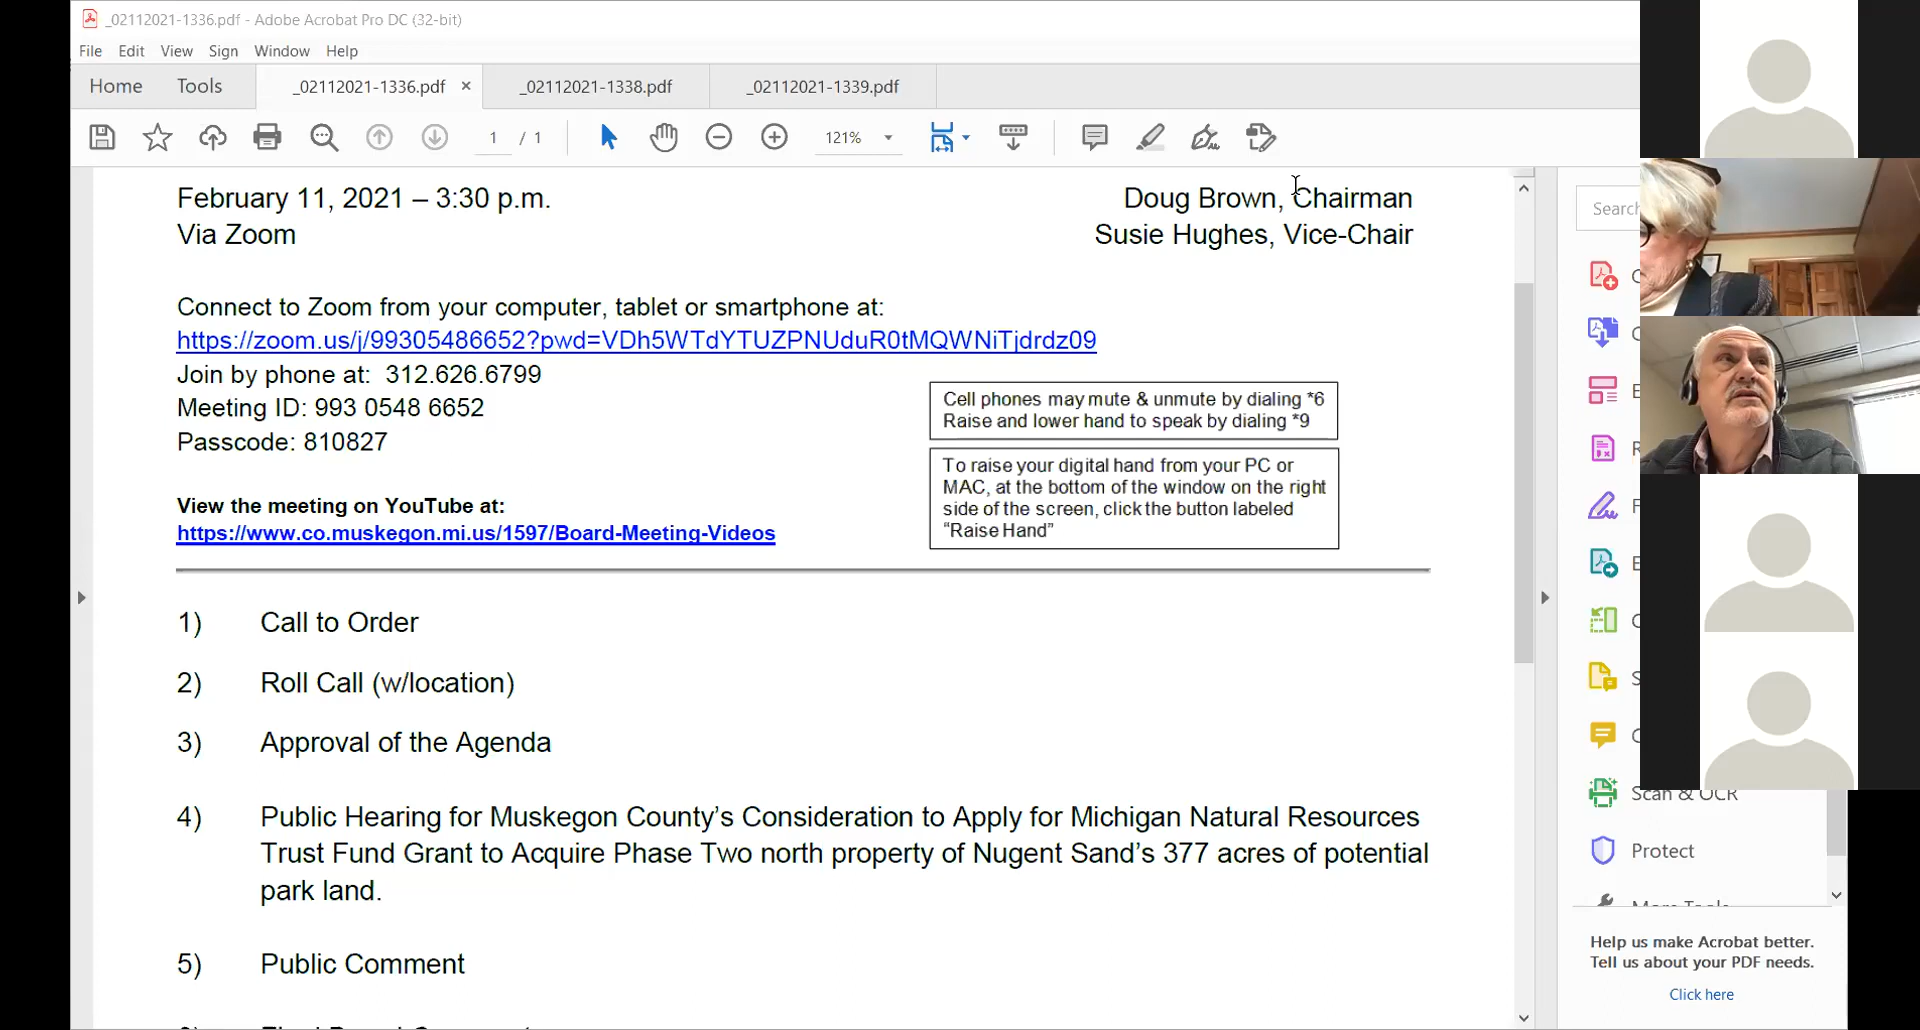 _02112021-1336.pdf - Adobe Acrobat Pro DC (32-bit)
File Edit View Sign Window Help
Home Tools _02112021-1336.pdf × _02112021-1338.pdf _02112021-1339.pdf
1 / 1 121%
February 11, 2021 – 3:30 p.m. Doug Brown, Chairman
Via Zoom Susie Hughes, Vice-Chair
Search
Connect to Zoom from your computer, tablet or smartphone at:
https://zoom.us/j/99305486652?pwd=VDh5WTdYTUZPNUduR0tMQWNiTjdrdz09
Join by phone at: 312.626.6799
Meeting ID: 993 0548 6652
Passcode: 810827
Cell phones may mute & unmute by dialing *6
Raise and lower hand to speak by dialing *9
To raise your digital hand from your PC or
MAC, at the bottom of the window on the right
side of the screen, click the button labeled
“Raise Hand”
View the meeting on YouTube at:
https://www.co.muskegon.mi.us/1597/Board-Meeting-Videos
1) Call to Order
2) Roll Call (w/location)
3) Approval of the Agenda
4) Public Hearing for Muskegon County’s Consideration to Apply for Michigan Natural Resources
Trust Fund Grant to Acquire Phase Two north property of Nugent Sand’s 377 acres of potential
park land.
5) Public Comment
Scan & OCR
Protect
More Tools
Help us make Acrobat better.
Tell us about your PDF needs.
Click here